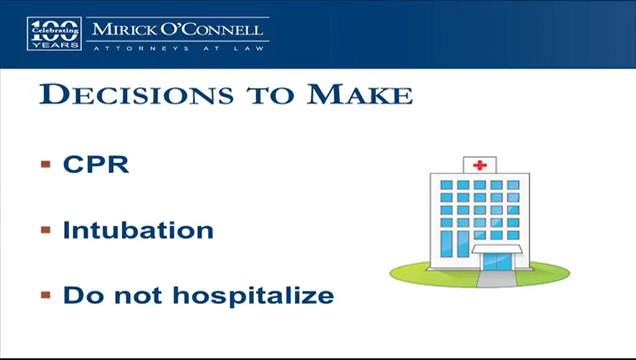 100
Celebrating
YEARS
MIRICK O'CONNELL
ATTORNEYS AT LAW
DECISIONS TO MAKE
CPR
Intubation
Do not hospitalize